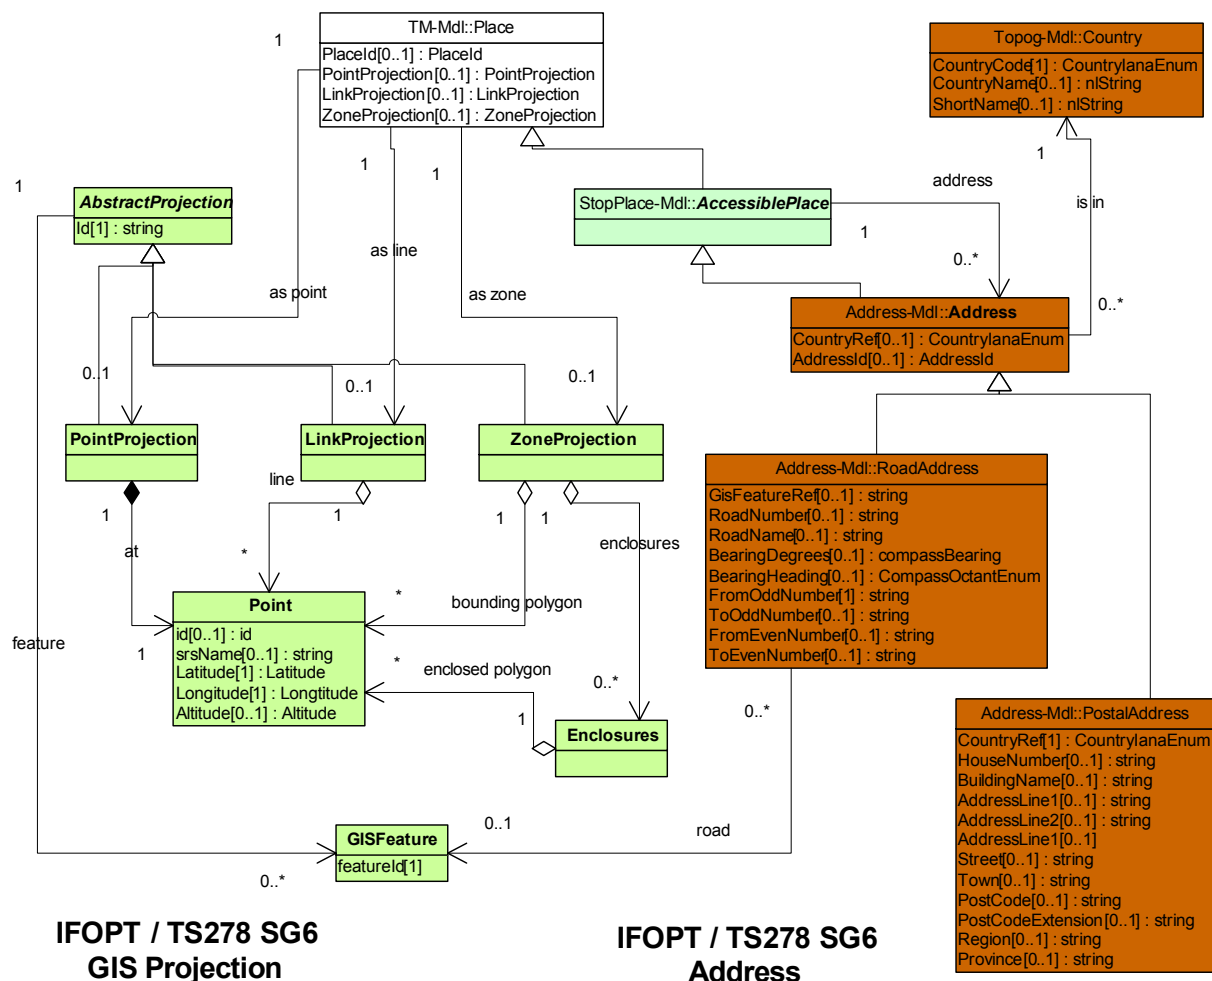 1
TM-Mdl::Place
PlaceId[0..1] : PlaceId
PointProjection[0..1] : PointProjection
LinkProjection[0..1] : LinkProjection
ZoneProjection[0..1] : ZoneProjection
Topog-Mdl::Country
CountryCode[1] : CountryIanaEnum
CountryName[0..1] : nlString
ShortName[0..1] : nlString
1
1
1
1
address
is in
AbstractProjection
Id[1] : string
StopPlace-Mdl::AccessiblePlace
1
0..*
as line
as point
as zone
Address-Mdl::Address
CountryRef[0..1] : CountryIanaEnum
AddressId[0..1] : AddressId
0..*
0..1
0..1
0..1
PointProjection
LinkProjection
ZoneProjection
line
1
1
1
1
at
*
enclosures
Address-Mdl::RoadAddress
GisFeatureRef[0..1] : string
RoadNumber[0..1] : string
RoadName[0..1] : string
BearingDegrees[0..1] : compassBearing
BearingHeading[0..1] : CompassOctantEnum
FromOddNumber[1] : string
ToOddNumber[0..1] : string
FromEvenNumber[0..1] : string
ToEvenNumber[0..1] : string
Point
id[0..1] : id
srsName[0..1] : string
Latitude[1] : Latitude
Longitude[1] : Longtitude
Altitude[0..1] : Altitude
*
bounding polygon
feature
1
*
enclosed polygon
0..*
1
Enclosures
0..*
Address-Mdl::PostalAddress
CountryRef[1] : CountryIanaEnum
HouseNumber[0..1] : string
BuildingName[0..1] : string
AddressLine1[0..1] : string
AddressLine2[0..1] : string
AddressLine1[0..1]
Street[0..1] : string
Town[0..1] : string
PostCode[0..1] : string
PostCodeExtension[0..1] : string
Region[0..1] : string
Province[0..1] : string
GISFeature
featureId[1]
0..1
road
0..*
IFOPT / TS278 SG6
GIS Projection
IFOPT / TS278 SG6
Address